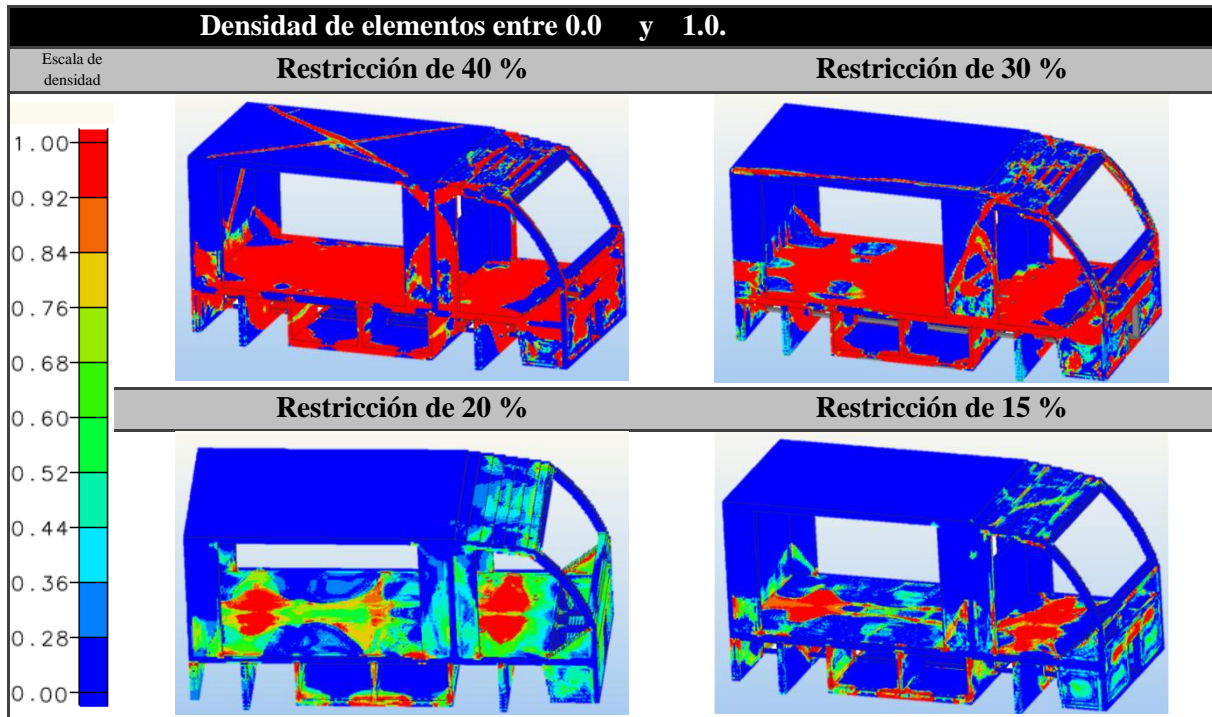 Densidad de elementos entre 0.0 y 1.0.
Escala de
densidad
Restricción de 40 %
Restricción de 30 %
1.00
0.92
0.84
0.76
0.68
0.60
0.52
0.44
0.36
0.28
0.00
Restricción de 20 %
Restricción de 15 %